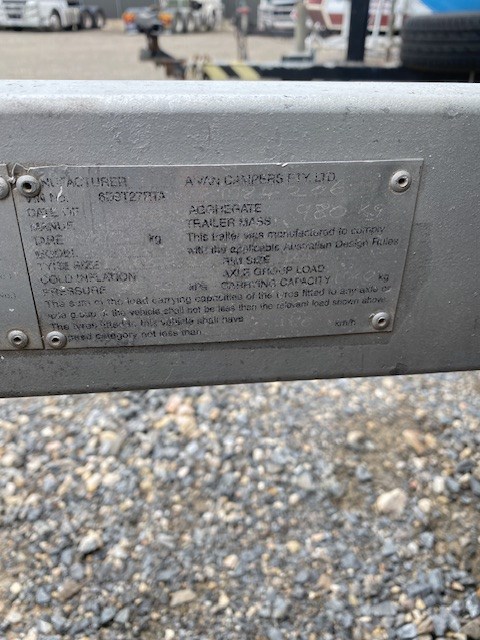 MANUFACTURER AVAN CAMPERS PTY. LTD.
VIN No.
DATE OF AGGREGATE
MANUF. TRAILER MASS
TARE kg This trailer was manufactured to comply
MODEL with the applicable Australian Design Rules
TYRE SIZE RIM SIZE
COLD INFLATION AXLE GROUP LOAD
PRESSURE kPa CARRYING CAPACITY kg
The sum of the load carrying capacities of the tyres fitted to any axle or
axle group of the vehicle shall not be less than the relevant load shown above
The tyres fitted to this vehicle shall have
speed category not less than km/h